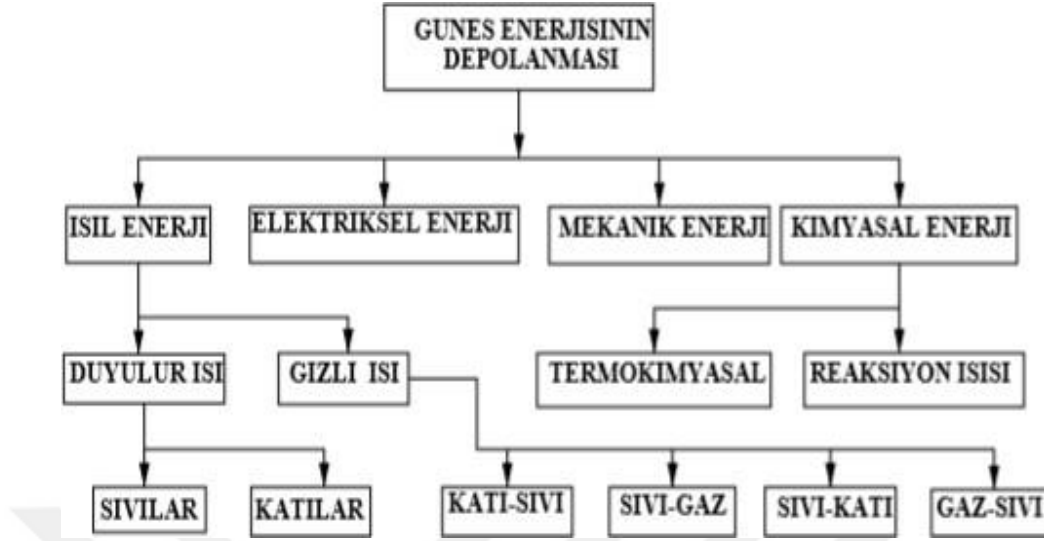 GUNES ENERJISININ
DEPOLANMASI
ISIL ENERJI
ELEKTRIKSEL ENERJI
MEKANIK ENERJI
KIMYASAL ENERJI
DUYULUR ISI
GIZLI ISI
TERMOKIMYASAL
REAKSIYON ISISI
SIVILAR
KATILAR
KATI-SIVI
SIVI-GAZ
SIVI-KATI
GAZ-SIVI